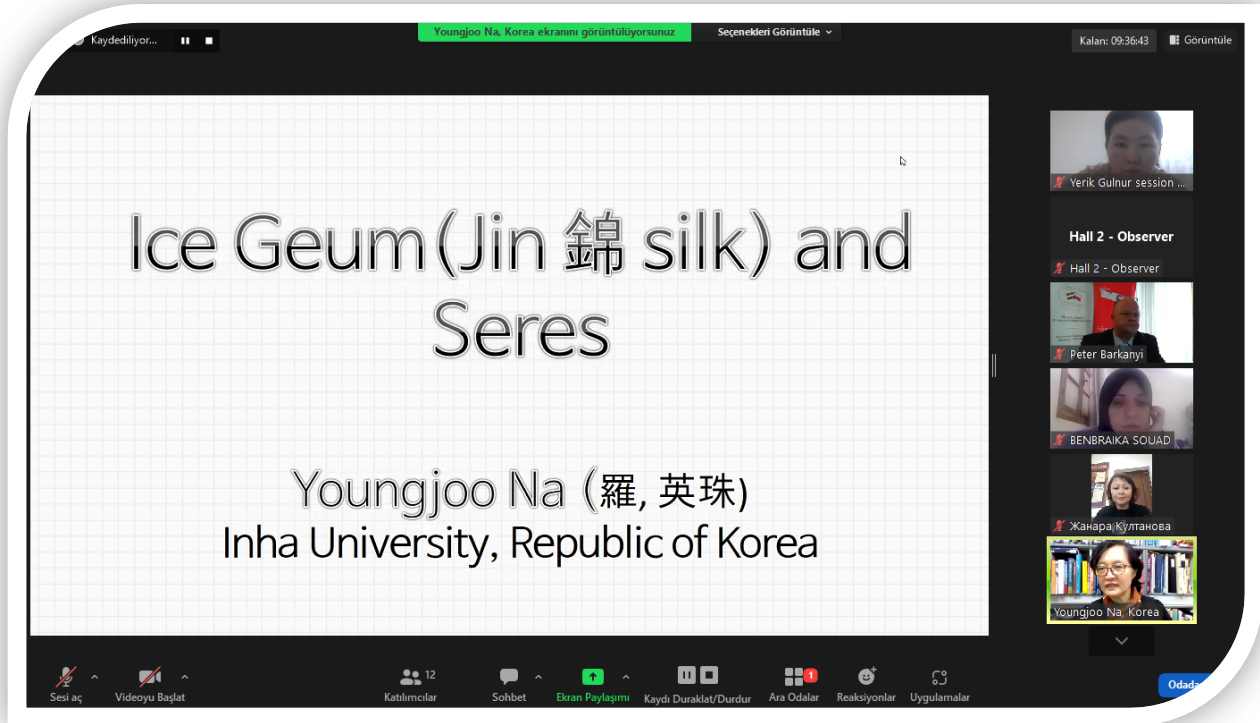 Kaydediliyor...
Youngjoo Na, Korea ekranını görüntülüyorsunuz
Seçenekleri Görüntüle
Kalan: 09:36:43
Görüntüle
Ice Geum(Jin 錦 silk) and
Seres
Youngjoo Na (羅, 英珠)
Inha University, Republic of Korea
Yerik Gulnur session ...
Hall 2 - Observer
Hall 2 - Observer
Peter Barkanyi
BENBRAIKA SOUAD
Жанара Култанова
Youngjoo Na, Korea
Sesi aç
Videoyu Başlat
12
Katılımcılar
Sohbet
Ekran Paylaşımı
Kaydı Duraklat/Durdur
1
Ara Odalar
Reaksiyonlar
Uygulamalar